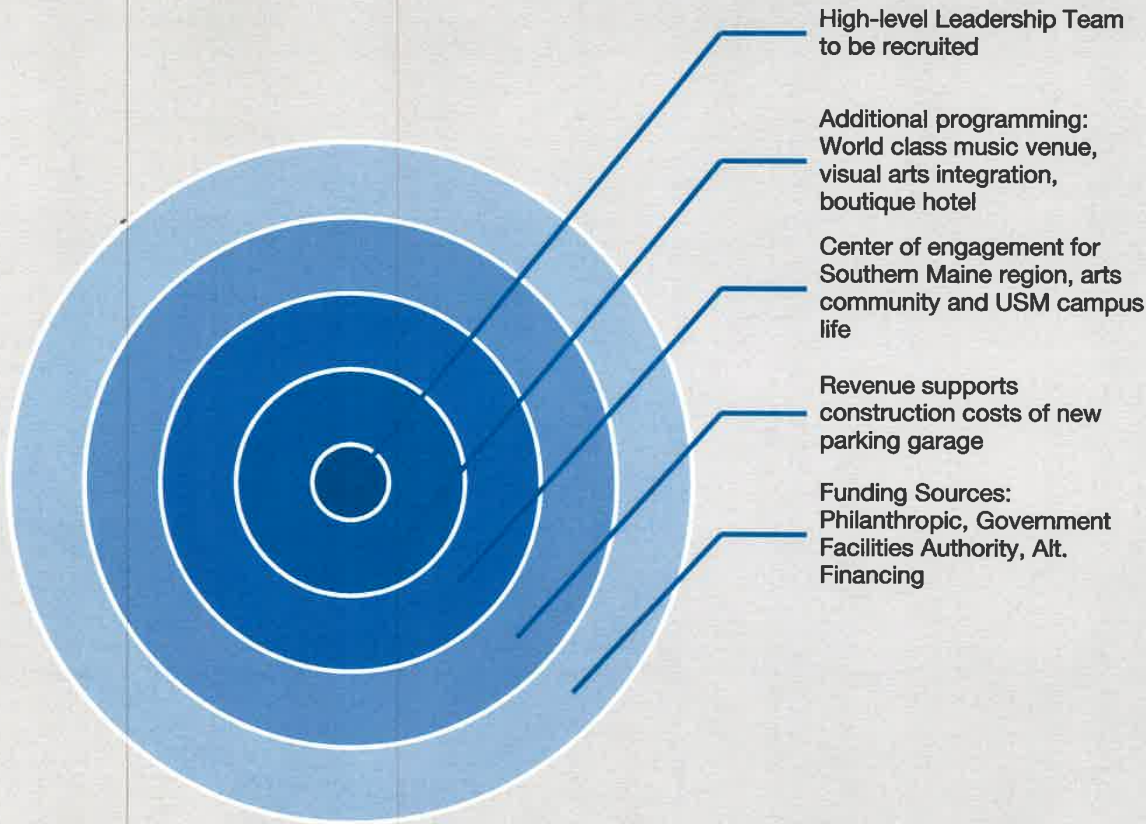 High-level Leadership Team
to be recruited
Additional programming:
World class music venue,
visual arts integration,
boutique hotel
Center of engagement for
Southern Maine region, arts
community and USM campus
life
Revenue supports
construction costs of new
parking garage
Funding Sources:
Philanthropic, Government
Facilities Authority, Alt.
Financing